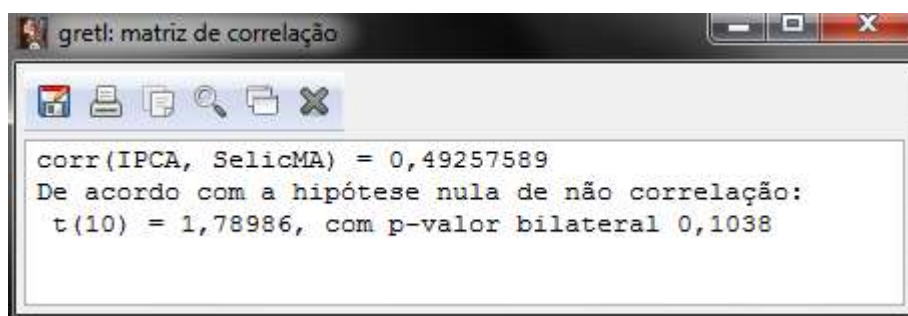 gretl: matriz de correlação
corr(IPCA, SelicMA) = 0,49257589
De acordo com a hipótese nula de não correlação:
t(10) = 1,78986, com p-valor bilateral 0,1038